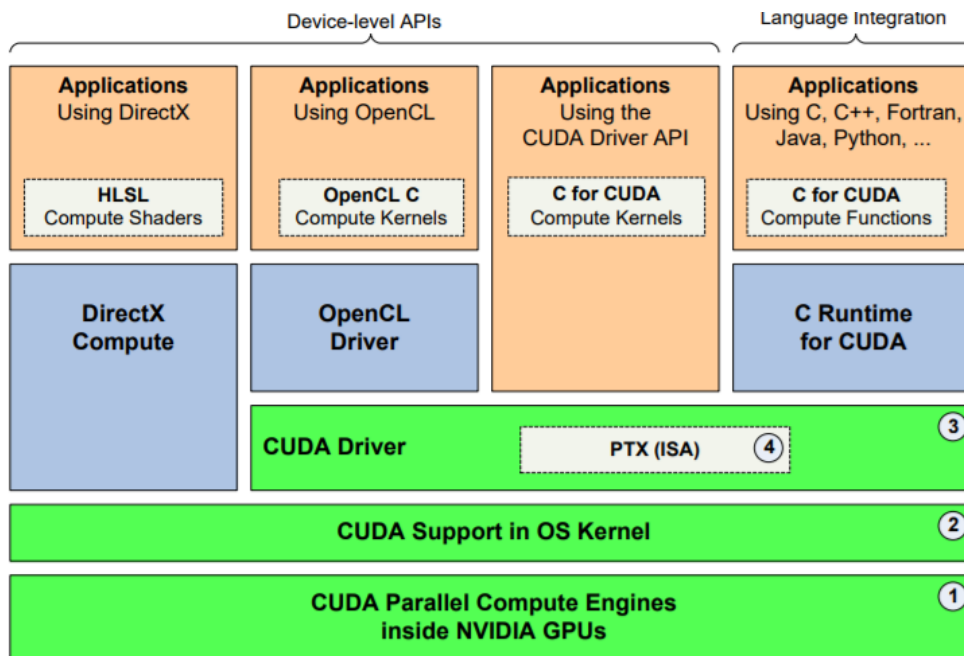 Device-level APIs
Language Integration
Applications
Using DirectX
HLSL
Compute Shaders
Applications
Using OpenCL
OpenCL C
Compute Kernels
Applications
Using the
CUDA Driver API
C for CUDA
Compute Kernels
Applications
Using C, C++, Fortran,
Java, Python, ...
C for CUDA
Compute Functions
DirectX
Compute
OpenCL
Driver
C Runtime
for CUDA
CUDA Driver
PTX (ISA)
4
3
CUDA Support in OS Kernel
2
CUDA Parallel Compute Engines
inside NVIDIA GPUs
1